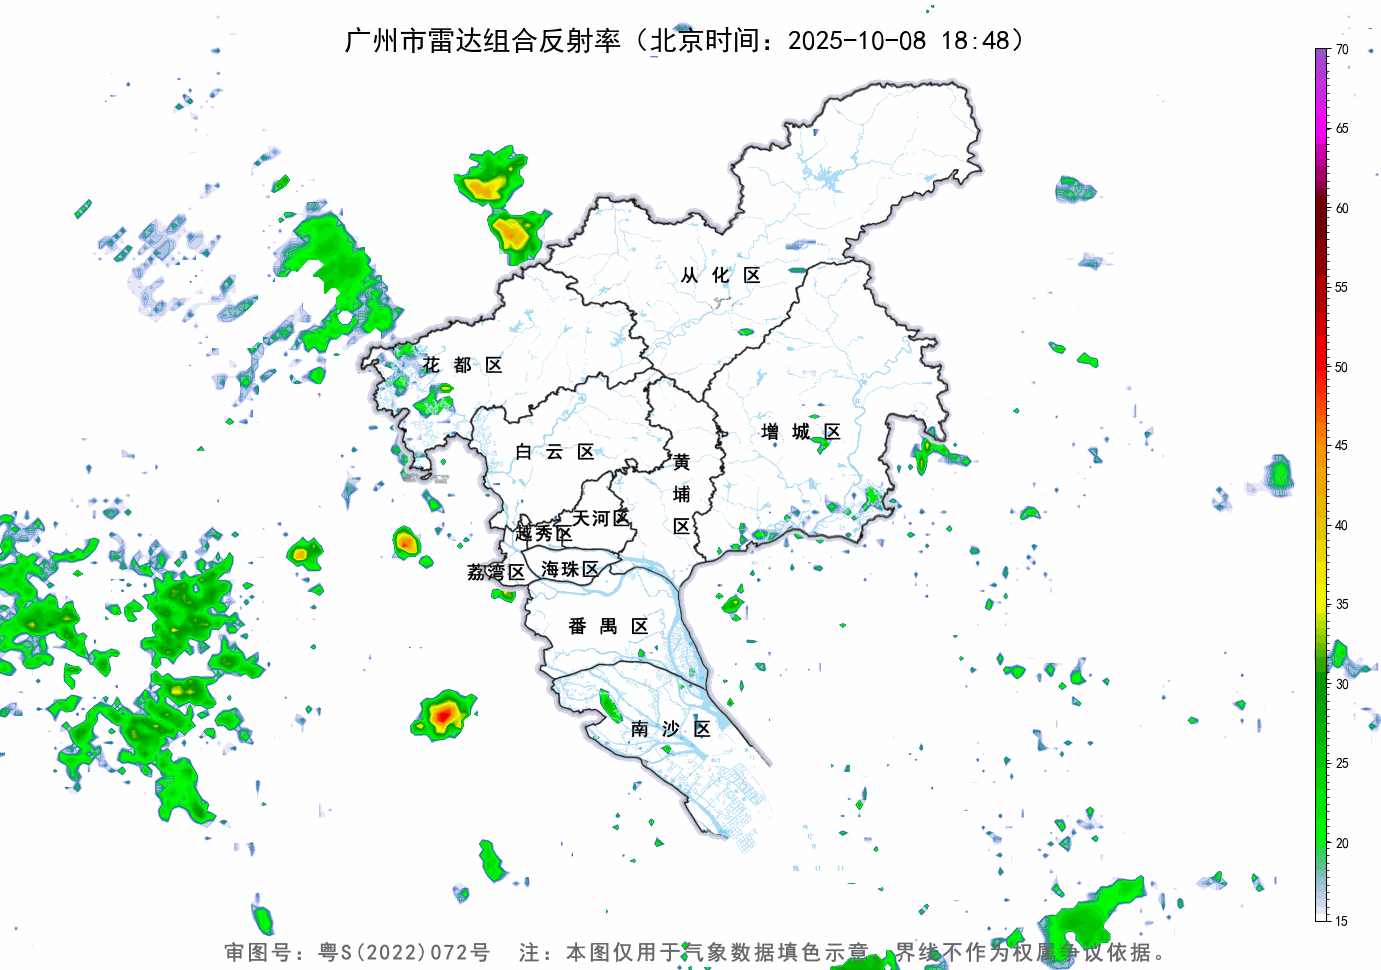 广州市雷达组合反射率（北京时间：2025-10-08 18:48）
70
65
60
55
50
45
40
35
30
25
20
15
从化区
花都区
增城区
白云区
黄埔区
天河区
越秀区
荔湾区
海珠区
番禺区
南沙区
审图号：粤S(2022)072号 注：本图仅用于气象数据填色示意，界线不作为权属争议依据。